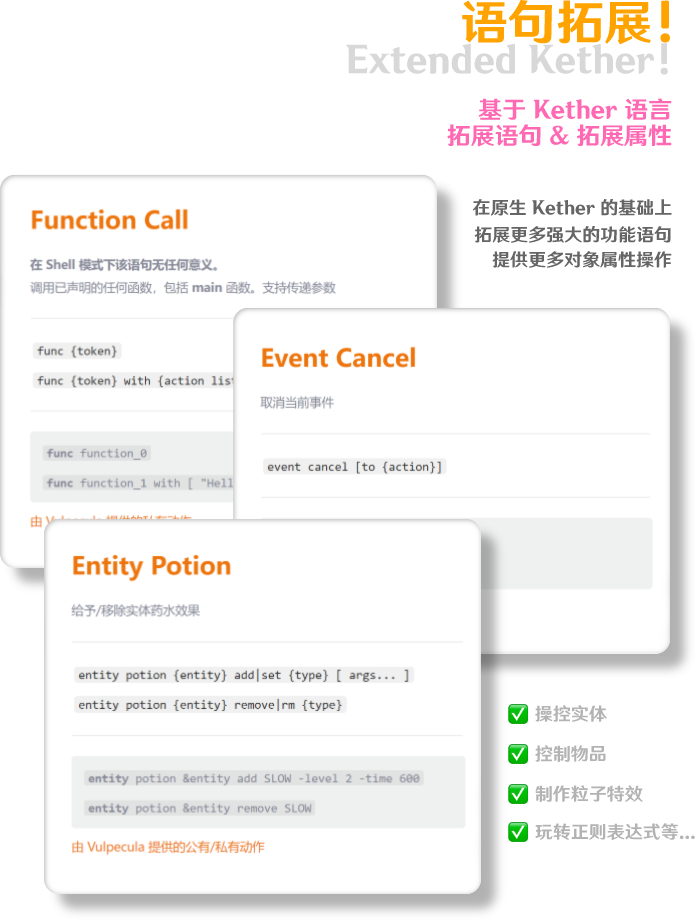 语句拓展!
Extended Kether!
基于 Kether 语言
拓展语句 & 拓展属性
在原生 Kether 的基础上
拓展更多强大的功能语句
提供更多对象属性操作
Function Call
在 Shell 模式下该语句无任何意义。
调用已声明的任何函数，包括 main 函数。支持传递参数
func {token}
func {token} with {action list
func function_0
func function_1 with [ "Hell
由 Vulpecula 提供的私有动作
Event Cancel
取消当前事件
event cancel [to {action}]
Entity Potion
给予/移除实体药水效果
entity potion {entity} add|set {type} [ args... ]
entity potion {entity} remove|rm {type}
entity potion &entity add SLOW -level 2 -time 600
entity potion &entity remove SLOW
由 Vulpecula 提供的公有/私有动作
操控实体
控制物品
制作粒子特效
玩转正则表达式等...